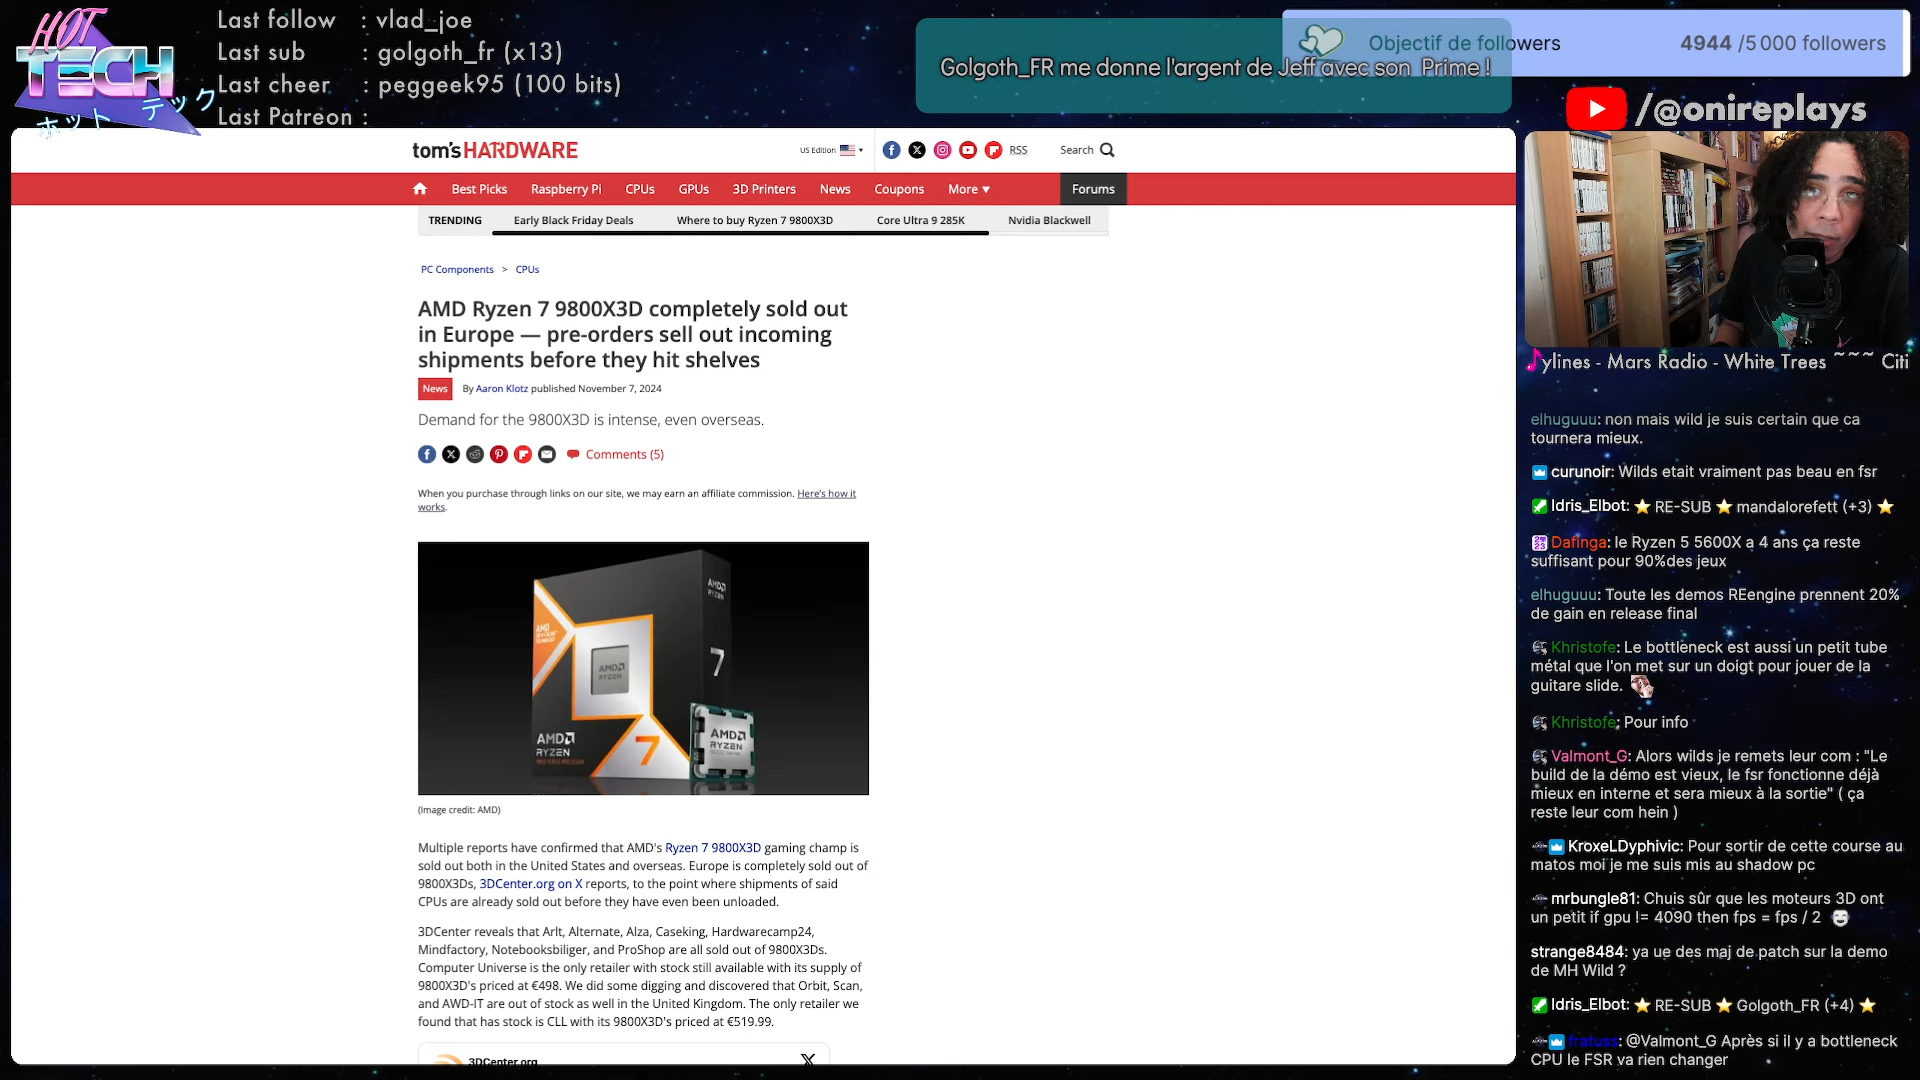 HOT
TECH
ホット テック
Last follow : vlad_joe
Last sub : golgoth_fr (x13)
Last cheer : peggeek95 (100 bits)
Last Patreon :
Golgoth_FR me donne l'argent de Jeff avec son Prime !
Objectif de followers
4944 /5 000 followers
/@onireplays
tom's HARDWARE
US Edition
RSS
Search
Best Picks
Raspberry Pi
CPUs
GPUs
3D Printers
News
Coupons
More ▼
Forums
TRENDING
Early Black Friday Deals
Where to buy Ryzen 7 9800X3D
Core Ultra 9 285K
Nvidia Blackwell
PC Components > CPUs
AMD Ryzen 7 9800X3D completely sold out
in Europe — pre-orders sell out incoming
shipments before they hit shelves
News
By Aaron Klotz published November 7, 2024
Demand for the 9800X3D is intense, even overseas.
Comments (5)
When you purchase through links on our site, we may earn an affiliate commission. Here's how it
works.
AMD
RYZEN
AMD
RYZEN
7
AMD
RYZEN
7
AMD
RYZEN
(Image credit: AMD)
Multiple reports have confirmed that AMD's Ryzen 7 9800X3D gaming champ is
sold out both in the United States and overseas. Europe is completely sold out of
9800X3Ds, 3DCenter.org on X reports, to the point where shipments of said
CPUs are already sold out before they have even been unloaded.
3DCenter reveals that Arlt, Alternate, Alza, Caseking, Hardwarecamp24,
Mindfactory, Notebooksbiliger, and ProShop are all sold out of 9800X3Ds.
Computer Universe is the only retailer with stock still available with its supply of
9800X3D's priced at €498. We did some digging and discovered that Orbit, Scan,
and AWD-IT are out of stock as well in the United Kingdom. The only retailer we
found that has stock is CLL with its 9800X3D's priced at €519.99.
3DCenter.org
ylines - Mars Radio - White Trees ~~~ Citi
elhuguuu: non mais wild je suis certain que ca
tournera mieux.
curunoir: Wilds etait vraiment pas beau en fsr
Idris_Elbot: ⭐ RE-SUB ⭐ mandalorefett (+3) ⭐
Dafinga: le Ryzen 5 5600X a 4 ans ça reste
suffisant pour 90%des jeux
elhuguuu: Toute les demos REengine prennent 20%
de gain en release final
Khristofe: Le bottleneck est aussi un petit tube
métal que l'on met sur un doigt pour jouer de la
guitare slide.
Khristofe: Pour info
Valmont_G: Alors wilds je remets leur com : "Le
build de la démo est vieux, le fsr fonctionne déjà
mieux en interne et sera mieux à la sortie" ( ça
reste leur com hein )
KroxeLDyphivic: Pour sortir de cette course au
matos moi je me suis mis au shadow pc
mrbungle81: Chuis sûr que les moteurs 3D ont
un petit if gpu != 4090 then fps = fps / 2
strange8484: ya ue des maj de patch sur la demo
de MH Wild ?
Idris_Elbot: ⭐ RE-SUB ⭐ Golgoth_FR (+4) ⭐
fratuss: @Valmont_G Après si il y a bottleneck
CPU le FSR va rien changer